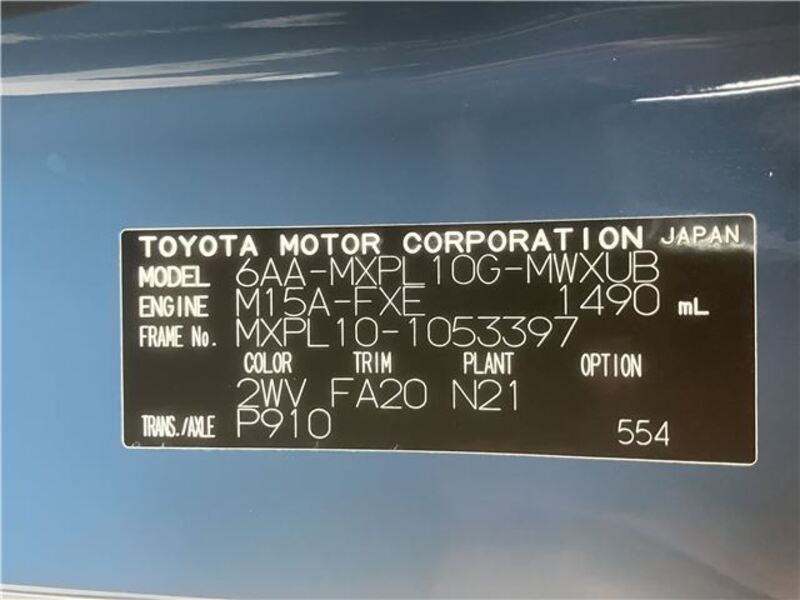 TOYOTA MOTOR CORPORATION JAPAN
MODEL 6AA-MXPL10G-MWXUB
ENGINE M15A-FXE 1490 mL
FRAME No. MXPL10-1053397
COLOR TRIM PLANT OPTION
2WV FA20 N21
TRANS./AXLE P910 554